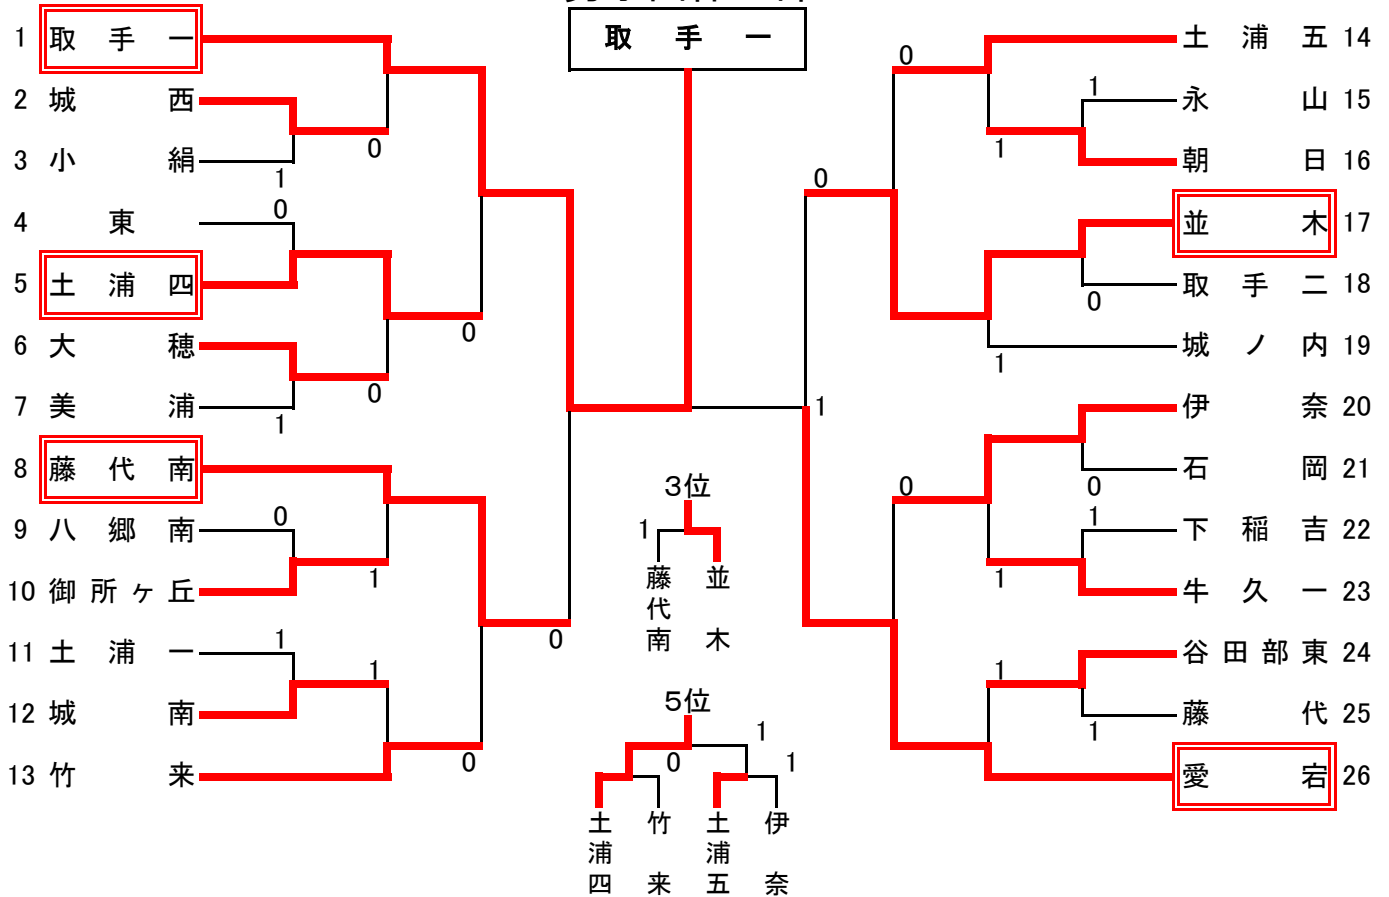 取手一
1 取手一
2 城西
3 小絹
4 東
5 土浦四
6 大穂
7 美浦
8 藤代南
9 八郷南
10 御所ヶ丘
11 土浦一
12 城南
13 竹来
0
1
0
0
0
1
0
1
1
1
0
0
土浦五 14
永山 15
朝日 16
並木 17
取手二 18
城ノ内 19
伊奈 20
石岡 21
下稲吉 22
牛久一 23
谷田部東 24
藤代 25
愛宕 26
0
1
1
0
0
1
1
0
0
1
1
1
1
3位
1
藤代南
並木
5位
1
0
1
土浦四
竹来
土浦五
伊奈